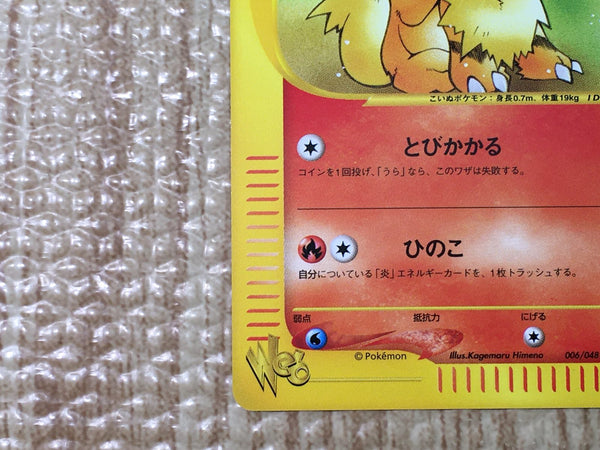 こいぬポケモン：身長0.7m、体重19kg ID
とびかかる
コインを1回投げ、「うら」なら、このワザは失敗する。
ひのこ
自分についている「炎」エネルギーカードを、1枚トラッシュする。
弱点 抵抗力 にげる
Web ©Pokémon Illus.Kagemaru Himeno 006/048